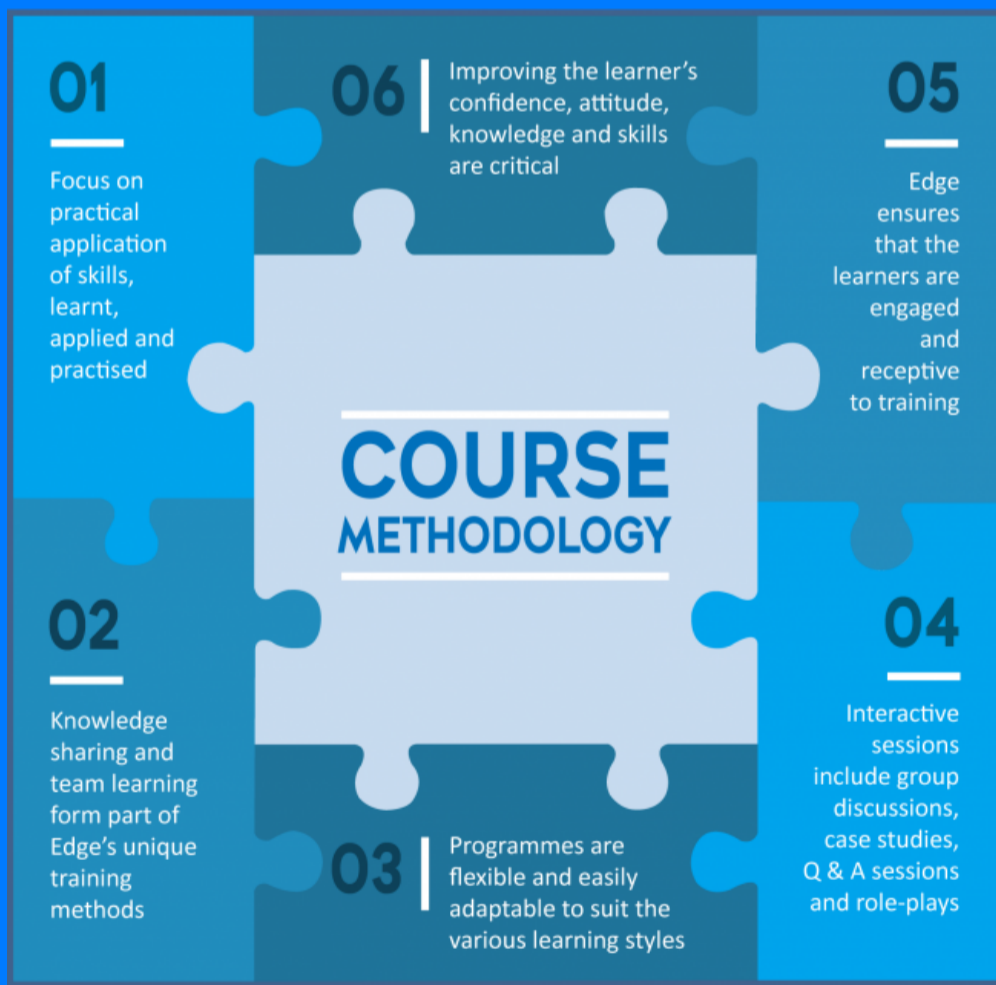 01
Focus on
practical
application
of skills,
learnt,
applied and
practised
02
Knowledge
sharing and
team learning
form part of
Edge's unique
training
methods
03
Programmes are
flexible and easily
adaptable to suit the
various learning styles
04
Interactive
sessions
include group
discussions,
case studies,
Q & A sessions
and role-plays
05
Edge
ensures
that the
learners are
engaged
and
receptive
to training
06
Improving the learner's
confidence, attitude,
knowledge and skills
are critical
COURSE
METHODOLOGY